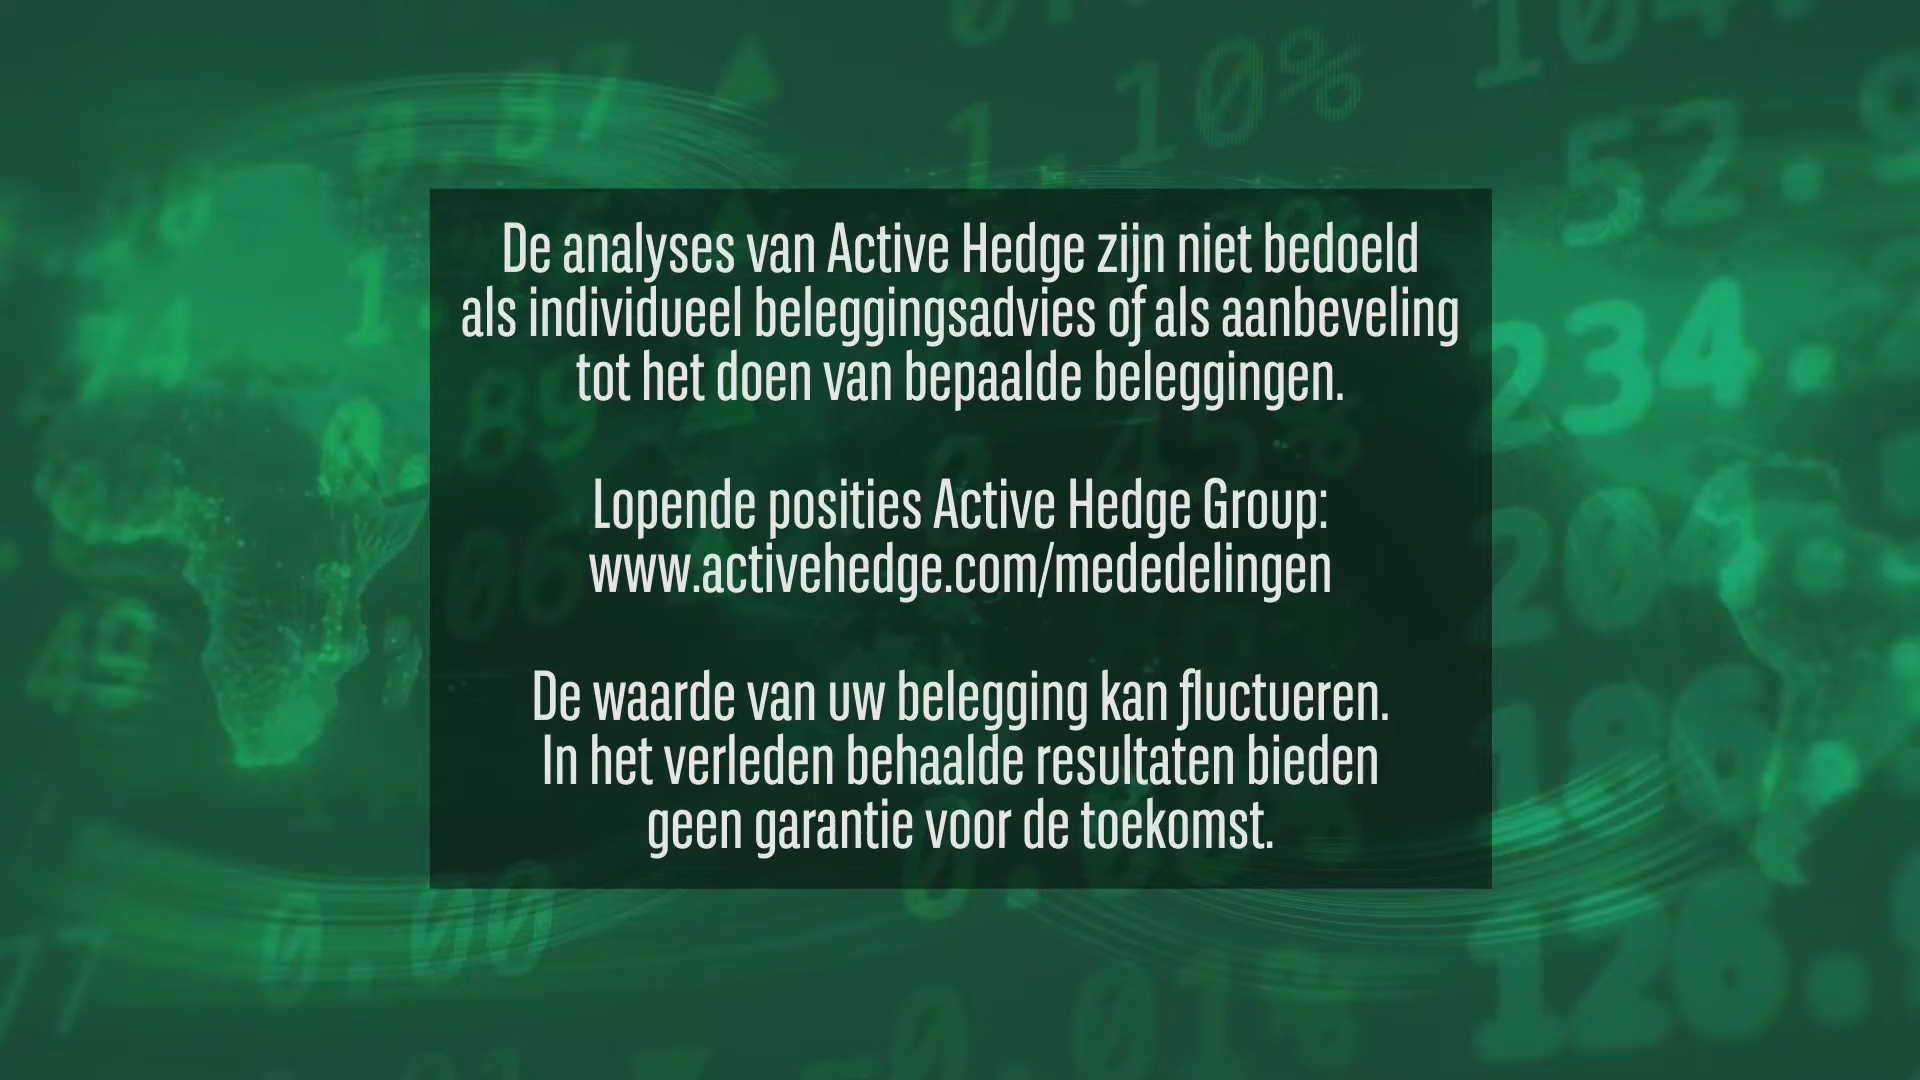 De analyses van Active Hedge zijn niet bedoeld
als individueel beleggingsadvies of als aanbeveling
tot het doen van bepaalde beleggingen.
Lopende posities Active Hedge Group:
www.activehedge.com/mededelingen
De waarde van uw belegging kan fluctueren.
In het verleden behaalde resultaten bieden
geen garantie voor de toekomst.